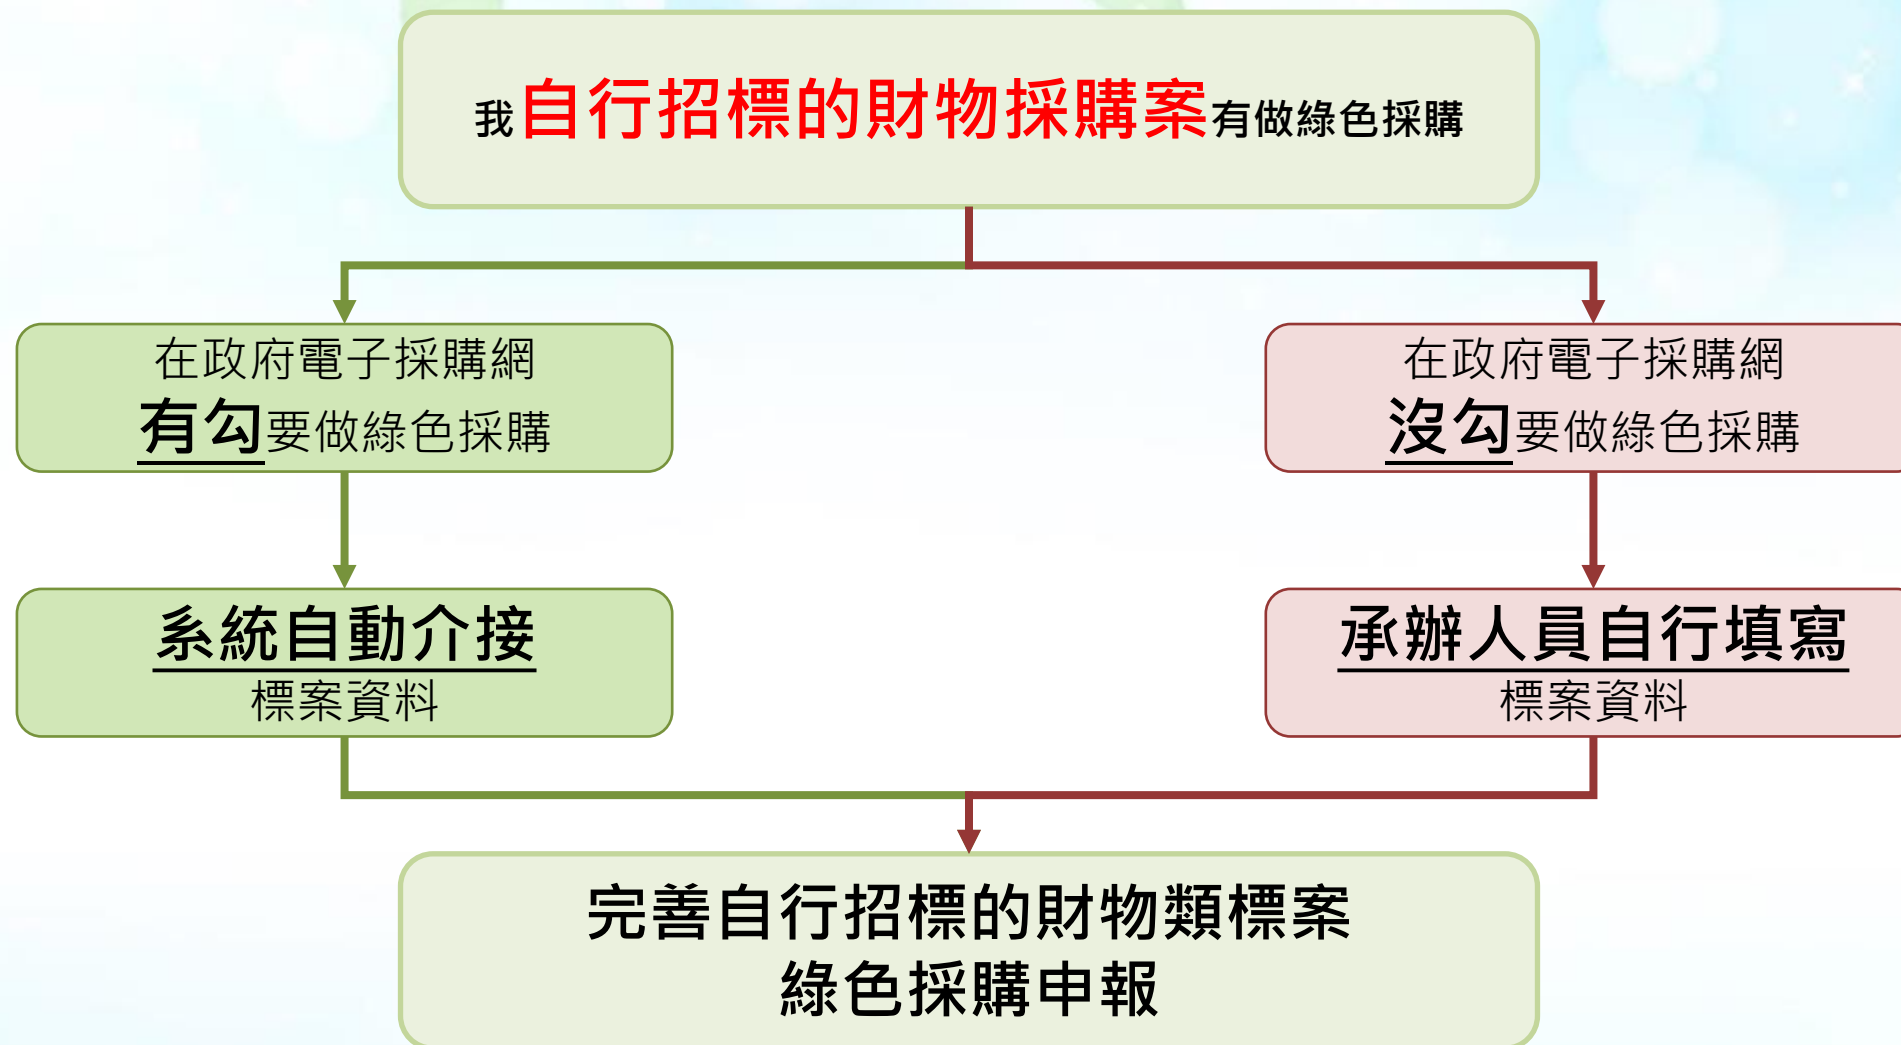 我自行招標的財物採購案有做綠色採購
在政府電子採購網
有勾要做綠色採購
在政府電子採購網
沒勾要做綠色採購
系統自動介接
標案資料
承辦人員自行填寫
標案資料
完善自行招標的財物類標案
綠色採購申報